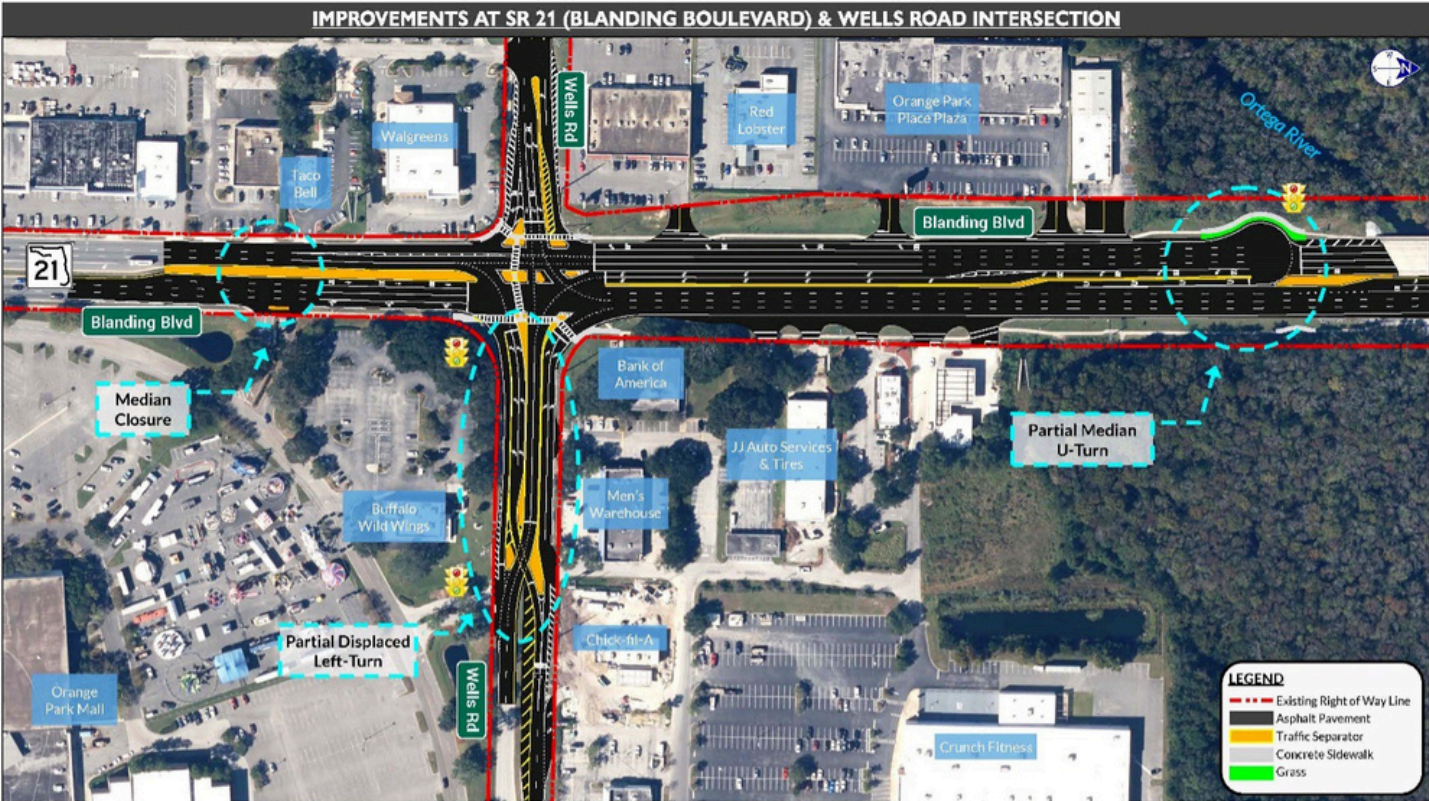 IMPROVEMENTS AT SR 21 (BLANDING BOULEVARD) & WELLS ROAD INTERSECTION
Wells Rd
Walgreens
Red
Lobster
Orange Park
Place Plaza
Ortega River
N
S
Taco
Bell
Blanding Blvd
21
Blanding Blvd
Median
Closure
Bank of
America
Partial Median
U-Turn
JJ Auto Services
& Tires
Buffalo
Wild Wings
Men's
Warehouse
Partial Displaced
Left-Turn
Chick-fil-A
Wells Rd
Orange
Park Mall
Crunch Fitness
LEGEND
Existing Right of Way Line
Asphalt Pavement
Traffic Separator
Concrete Sidewalk
Grass